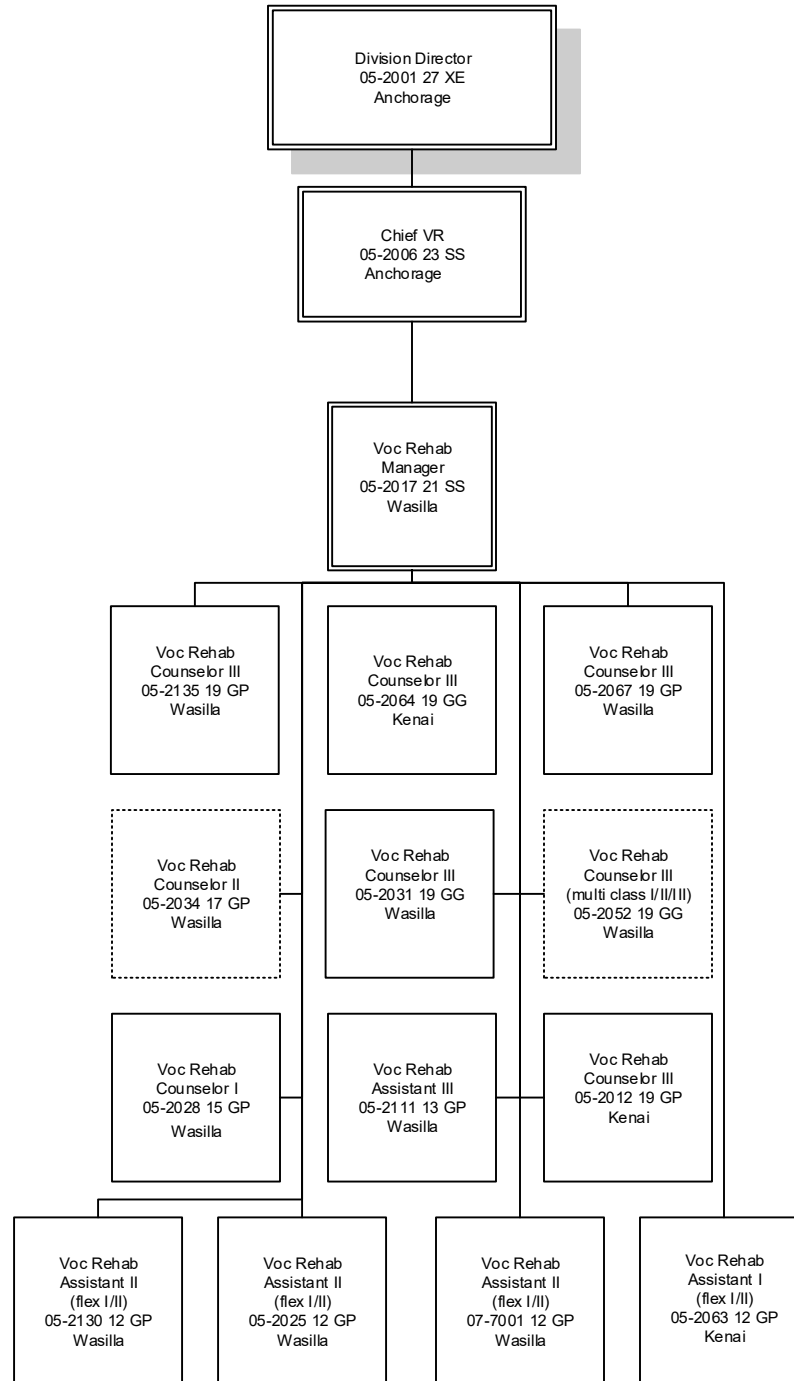 Division Director
05-2001 27 XE
Anchorage
Chief VR
05-2006 23 SS
Anchorage
Voc Rehab
Manager
05-2017 21 SS
Wasilla
Voc Rehab
Counselor III
05-2135 19 GP
Wasilla
Voc Rehab
Counselor III
05-2064 19 GG
Kenai
Voc Rehab
Counselor III
05-2067 19 GP
Wasilla
Voc Rehab
Counselor II
05-2034 17 GP
Wasilla
Voc Rehab
Counselor III
05-2031 19 GG
Wasilla
Voc Rehab
Counselor III
(multi class I/II/III)
05-2052 19 GG
Wasilla
Voc Rehab
Counselor I
05-2028 15 GP
Wasilla
Voc Rehab
Assistant III
05-2111 13 GP
Wasilla
Voc Rehab
Counselor III
05-2012 19 GP
Kenai
Voc Rehab
Assistant II
(flex I/II)
05-2130 12 GP
Wasilla
Voc Rehab
Assistant II
(flex I/II)
05-2025 12 GP
Wasilla
Voc Rehab
Assistant II
(flex I/II)
07-7001 12 GP
Wasilla
Voc Rehab
Assistant I
(flex I/II)
05-2063 12 GP
Kenai